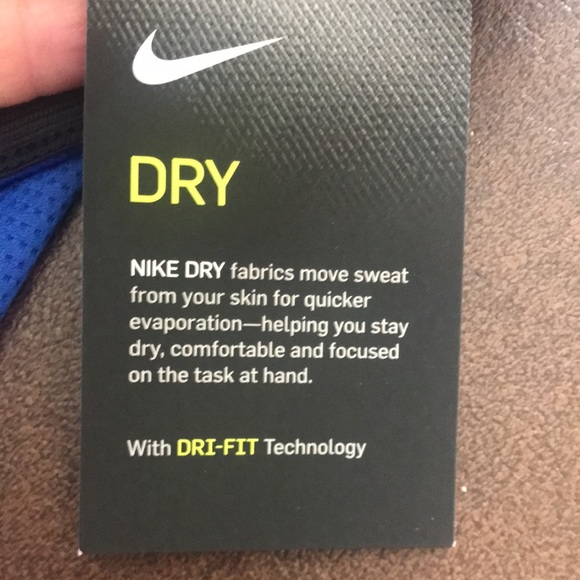 DRY
NIKE DRY fabrics move sweat
from your skin for quicker
evaporation—helping you stay
dry, comfortable and focused
on the task at hand.
With DRI-FIT Technology